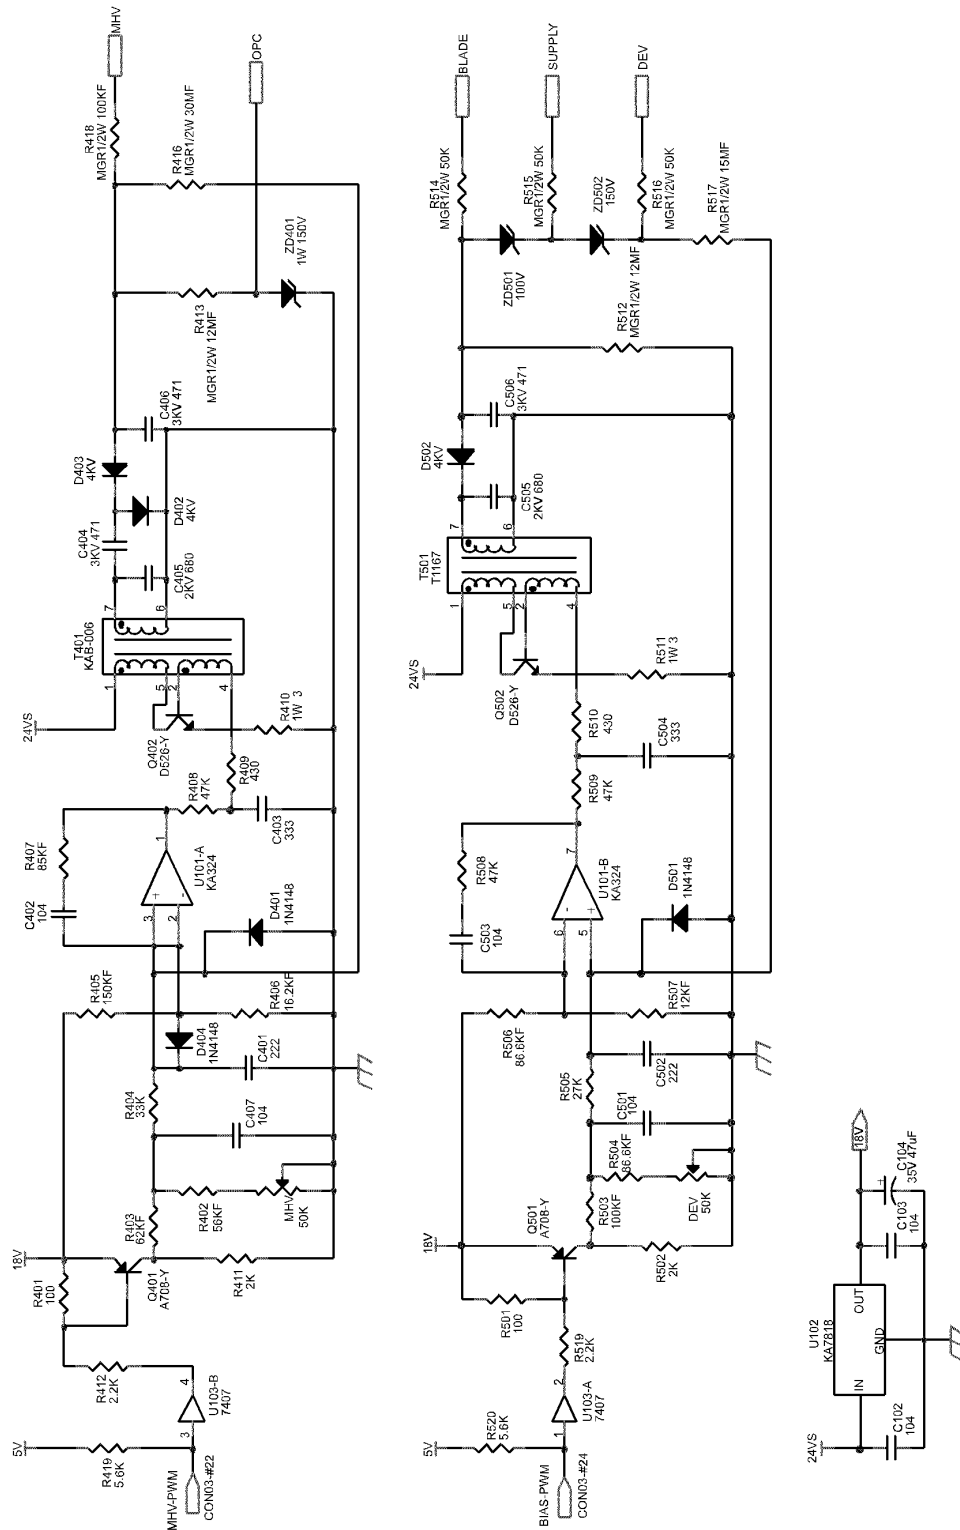 MHV-PWM
CON03-#22
5V
R419
5.6K
3
U103-B
7407
4
R412
2.2K
R401
100
18V
Q401
A708-Y
R411
2K
R403
62KF
R402
56KF
MHV
50K
C407
104
R404
33K
C401
222
D404
1N4148
R405
150KF
R406
16.2KF
D401
1N4148
C402
104
R407
85KF
3
2
+
-
1
U101-A
KA324
R408
47K
C403
333
R409
430
24VS
Q402
D526-Y
R410
1W 3
1
5
2
4
T401
KAB-006
7
6
C405
2KV 680
C404
3KV 471
D402
4KV
D403
4KV
C406
3KV 471
R413
MGR1/2W 12MF
ZD401
1W 150V
R416
MGR1/2W 30MF
R418
MGR1/2W 100KF
MHV
OPC
BIAS-PWM
CON03-#24
5V
R520
5.6K
1
U103-A
7407
2
R519
2.2K
R501
100
18V
Q501
A708-Y
R502
2K
R503
100KF
R504
86.6KF
DEV
50K
C501
104
R505
27K
C502
222
R506
86.6KF
R507
12KF
D501
1N4148
C503
104
R508
47K
6
5
-
+
7
U101-B
KA324
R509
47K
C504
333
R510
430
24VS
Q502
D526-Y
R511
1W 3
1
5
2
4
T501
T1167
7
6
C505
2KV 680
D502
4KV
C506
3KV 471
R512
MGR1/2W 12MF
ZD501
100V
ZD502
150V
R514
MGR1/2W 50K
R515
MGR1/2W 50K
R516
MGR1/2W 50K
R517
MGR1/2W 15MF
BLADE
SUPPLY
DEV
24VS
C102
104
U102
KA7818
IN
GND
OUT
C103
104
+
C104
35V 47uF
18V